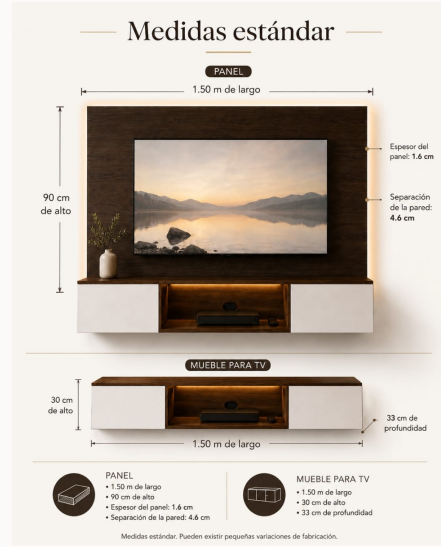 Medidas estándar
PANEL
1.50 m de largo
90 cm
de alto
Espesor del
panel: 1.6 cm
Separación
de la pared:
4.6 cm
MUEBLE PARA TV
30 cm
de alto
33 cm de
profundidad
1.50 m de largo
PANEL
• 1.50 m de largo
• 90 cm de alto
• Espesor del panel: 1.6 cm
• Separación de la pared: 4.6 cm
MUEBLE PARA TV
• 1.50 m de largo
• 30 cm de alto
• 33 cm de profundidad
Medidas estándar. Pueden existir pequeñas variaciones de fabricación.